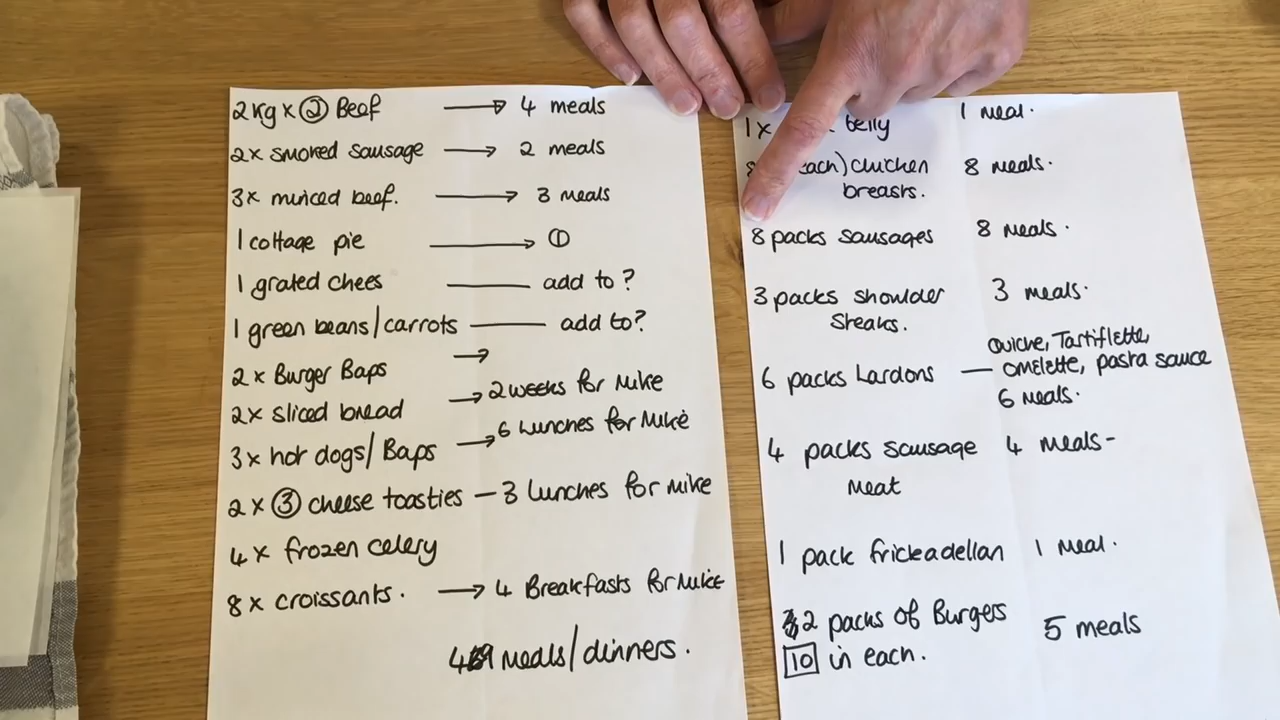 2kg x ② Beef → 4 meals
2x smoked sausage → 2 meals
3x minced beef. → 3 meals
1 cottage pie → ①
1 grated chees — add to ?
1 green beans/carrots — add to?
2 x Burger Baps →
2x sliced bread → 2 weeks for Mike
3x hot dogs/Baps → 6 Lunches for Mike
2 x ③ cheese toasties – 3 Lunches for Mike
4x frozen celery
8x croissants. → 4 Breakfasts for Mike
meals/dinners.
1x belly 1 meal.
each) chicken 8 meals.
breasts.
8 packs sausages 8 meals.
3 packs shoulder 3 meals.
Steaks.
Quiche, Tartiflette,
6 packs Lardons — omelette, pasta sauce
6 meals.
4 packs sausage 4 meals-
meat
1 pack frickadellan 1 meal.
2 packs of Burgers 5 meals
10 in each.